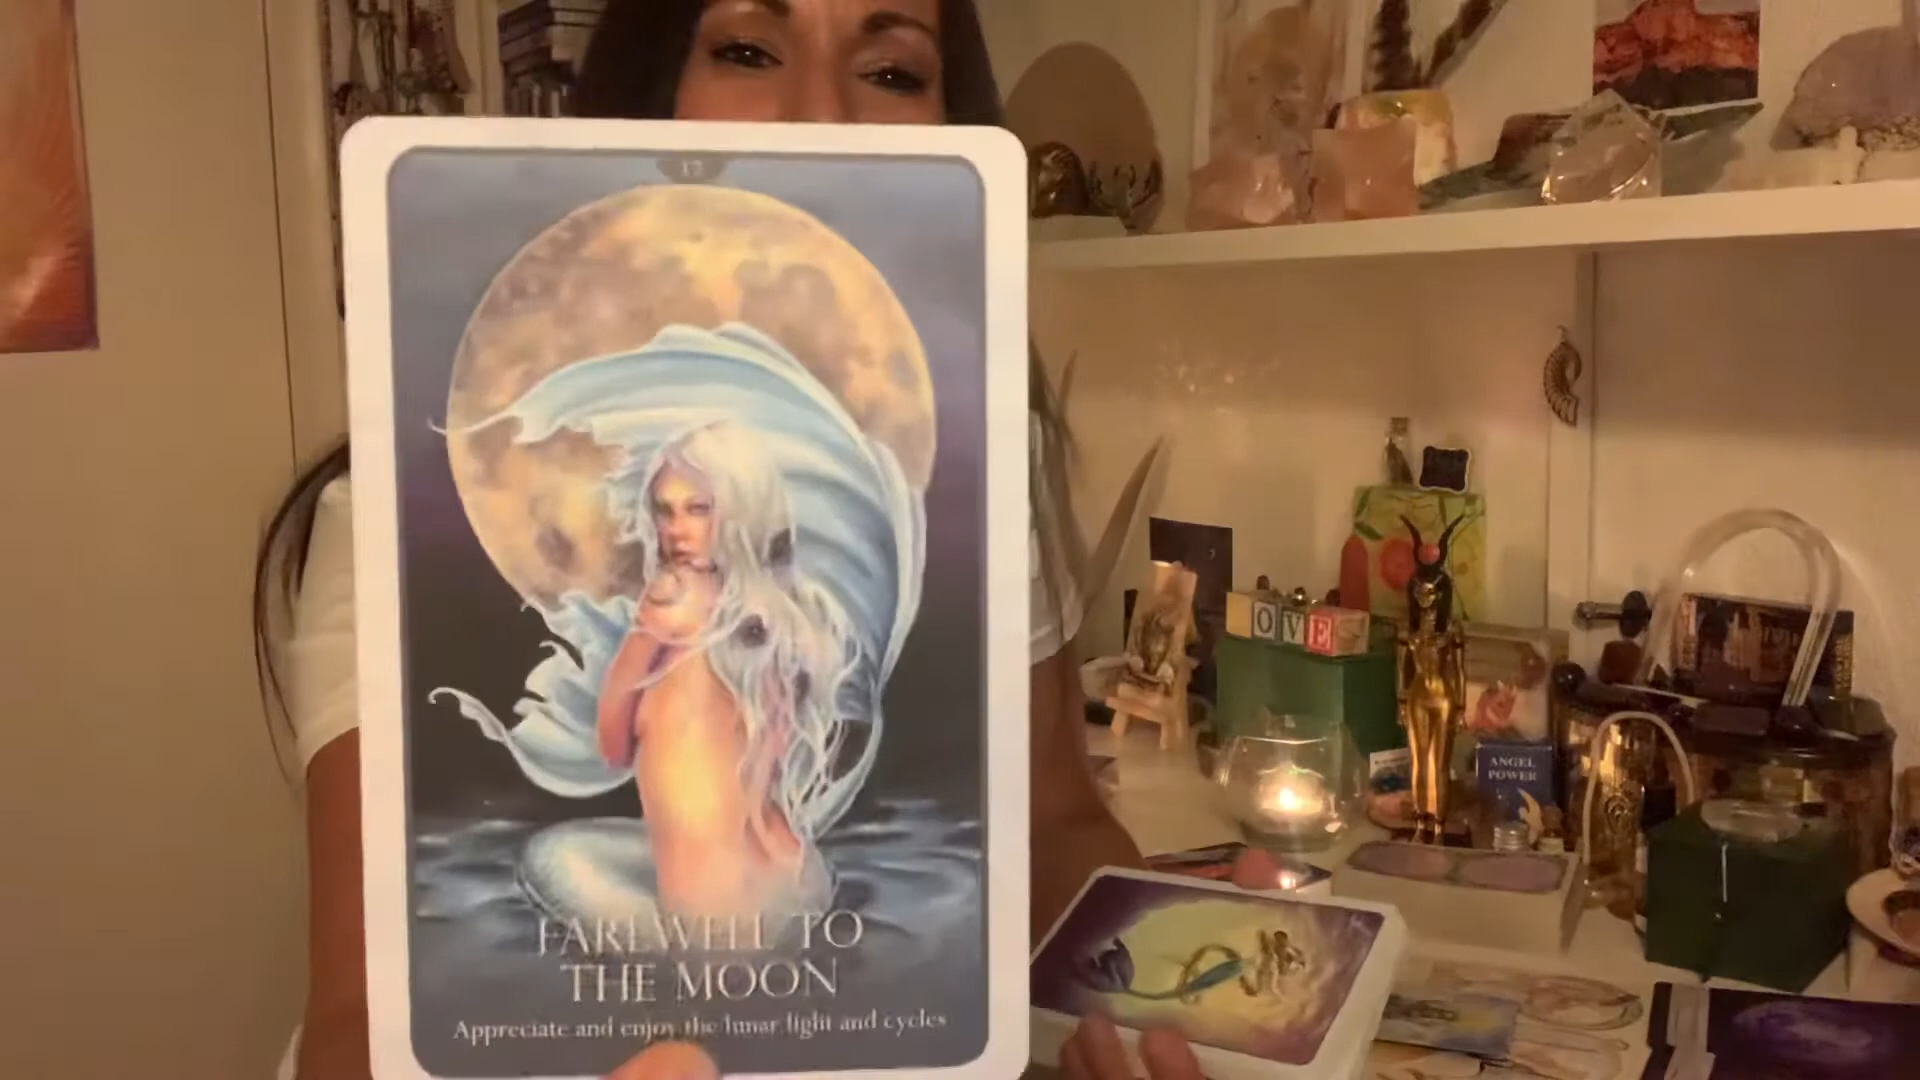 17
FAREWELL TO
THE MOON
Appreciate and enjoy the lunar light and cycles
OVE
ANGEL
POWER